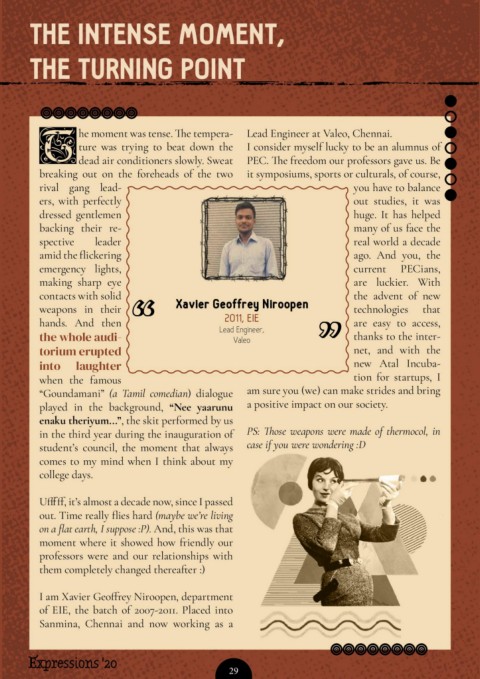 THE INTENSE MOMENT,
THE TURNING POINT
The moment was tense. The tempera-
ture was trying to beat down the
dead air conditioners slowly. Sweat
breaking out on the foreheads of the two
rival gang lead-
ers, with perfectly
dressed gentlemen
backing their re-
spective leader
amid the flickering
emergency lights,
making sharp eye
contacts with solid
weapons in their
hands. And then
the whole audi-
torium erupted
into laughter
when the famous
“Goundamani” (a Tamil comedian) dialogue
played in the background, “Nee yaarunu
enaku theriyum...”, the skit performed by us
in the third year during the inauguration of
student’s council, the moment that always
comes to my mind when I think about my
college days.
Ufffff, it’s almost a decade now, since I passed
out. Time really flies hard (maybe we’re living
on a flat earth, I suppose :P). And, this was that
moment where it showed how friendly our
professors were and our relationships with
them completely changed thereafter :)
I am Xavier Geoffrey Niroopen, department
of EIE, the batch of 2007-2011. Placed into
Sanmina, Chennai and now working as a
Xavier Geoffrey Niroopen
2011, EIE
Lead Engineer,
Valeo
Lead Engineer at Valeo, Chennai.
I consider myself lucky to be an alumnus of
PEC. The freedom our professors gave us. Be
it symposiums, sports or culturals, of course,
you have to balance
out studies, it was
huge. It has helped
many of us face the
real world a decade
ago. And you, the
current PECians,
are luckier. With
the advent of new
technologies that
are easy to access,
thanks to the inter-
net, and with the
new Atal Incuba-
tion for startups, I
am sure you (we) can make strides and bring
a positive impact on our society.
PS: Those weapons were made of thermocol, in
case if you were wondering :D
Expressions '20
29